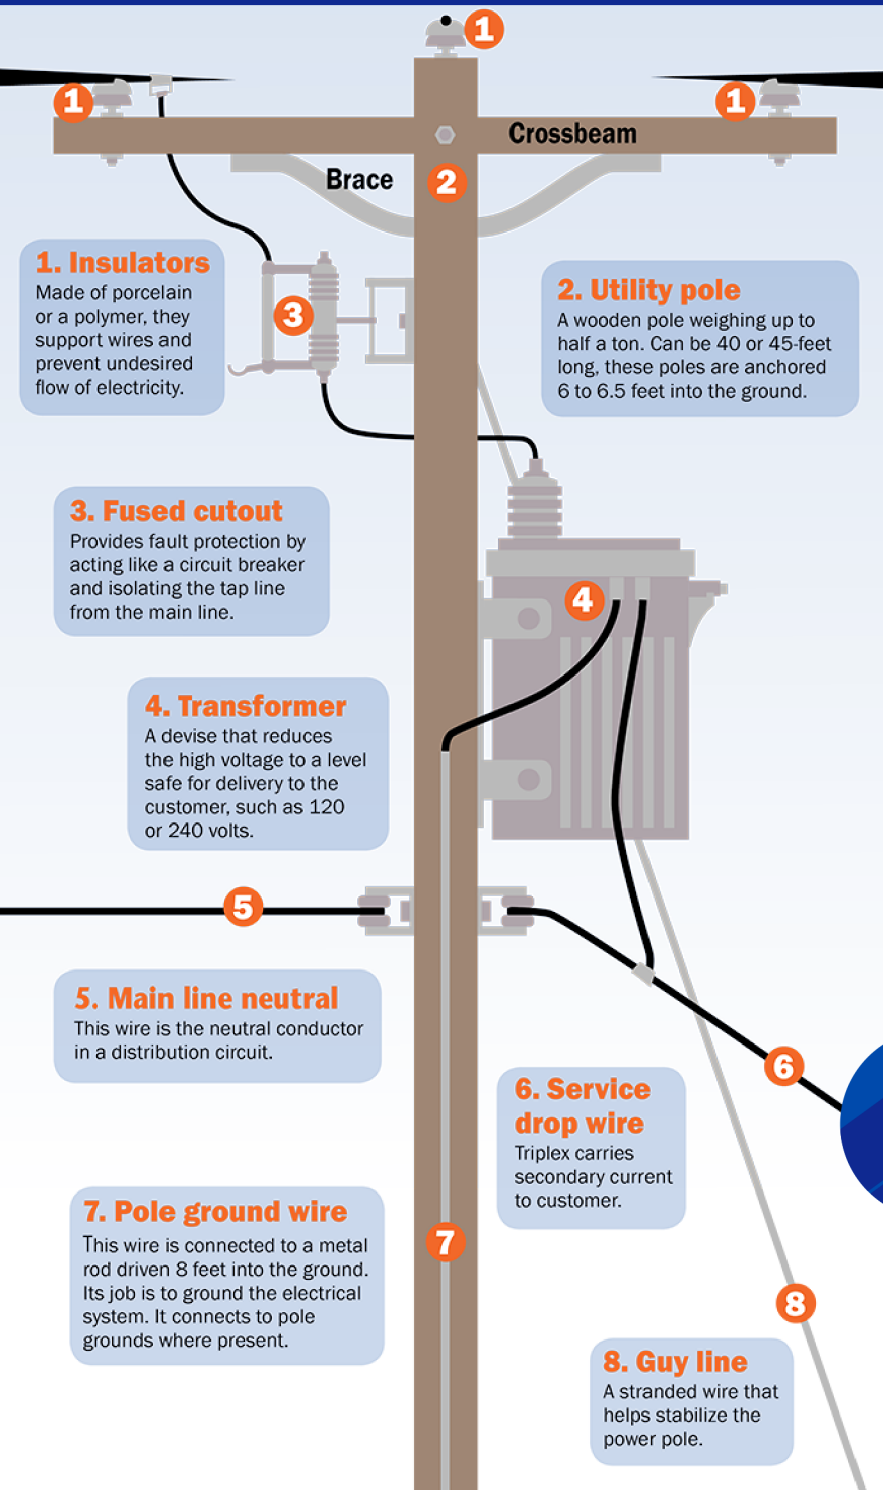 1
1
1
Crossbeam
Brace
2
1. Insulators
Made of porcelain
or a polymer, they
support wires and
prevent undesired
flow of electricity.
3
2. Utility pole
A wooden pole weighing up to
half a ton. Can be 40 or 45-feet
long, these poles are anchored
6 to 6.5 feet into the ground.
3. Fused cutout
Provides fault protection by
acting like a circuit breaker
and isolating the tap line
from the main line.
4
4. Transformer
A devise that reduces
the high voltage to a level
safe for delivery to the
customer, such as 120
or 240 volts.
5
5. Main line neutral
This wire is the neutral conductor
in a distribution circuit.
6
6. Service
drop wire
Triplex carries
secondary current
to customer.
7. Pole ground wire
This wire is connected to a metal
rod driven 8 feet into the ground.
Its job is to ground the electrical
system. It connects to pole
grounds where present.
7
8
8. Guy line
A stranded wire that
helps stabilize the
power pole.